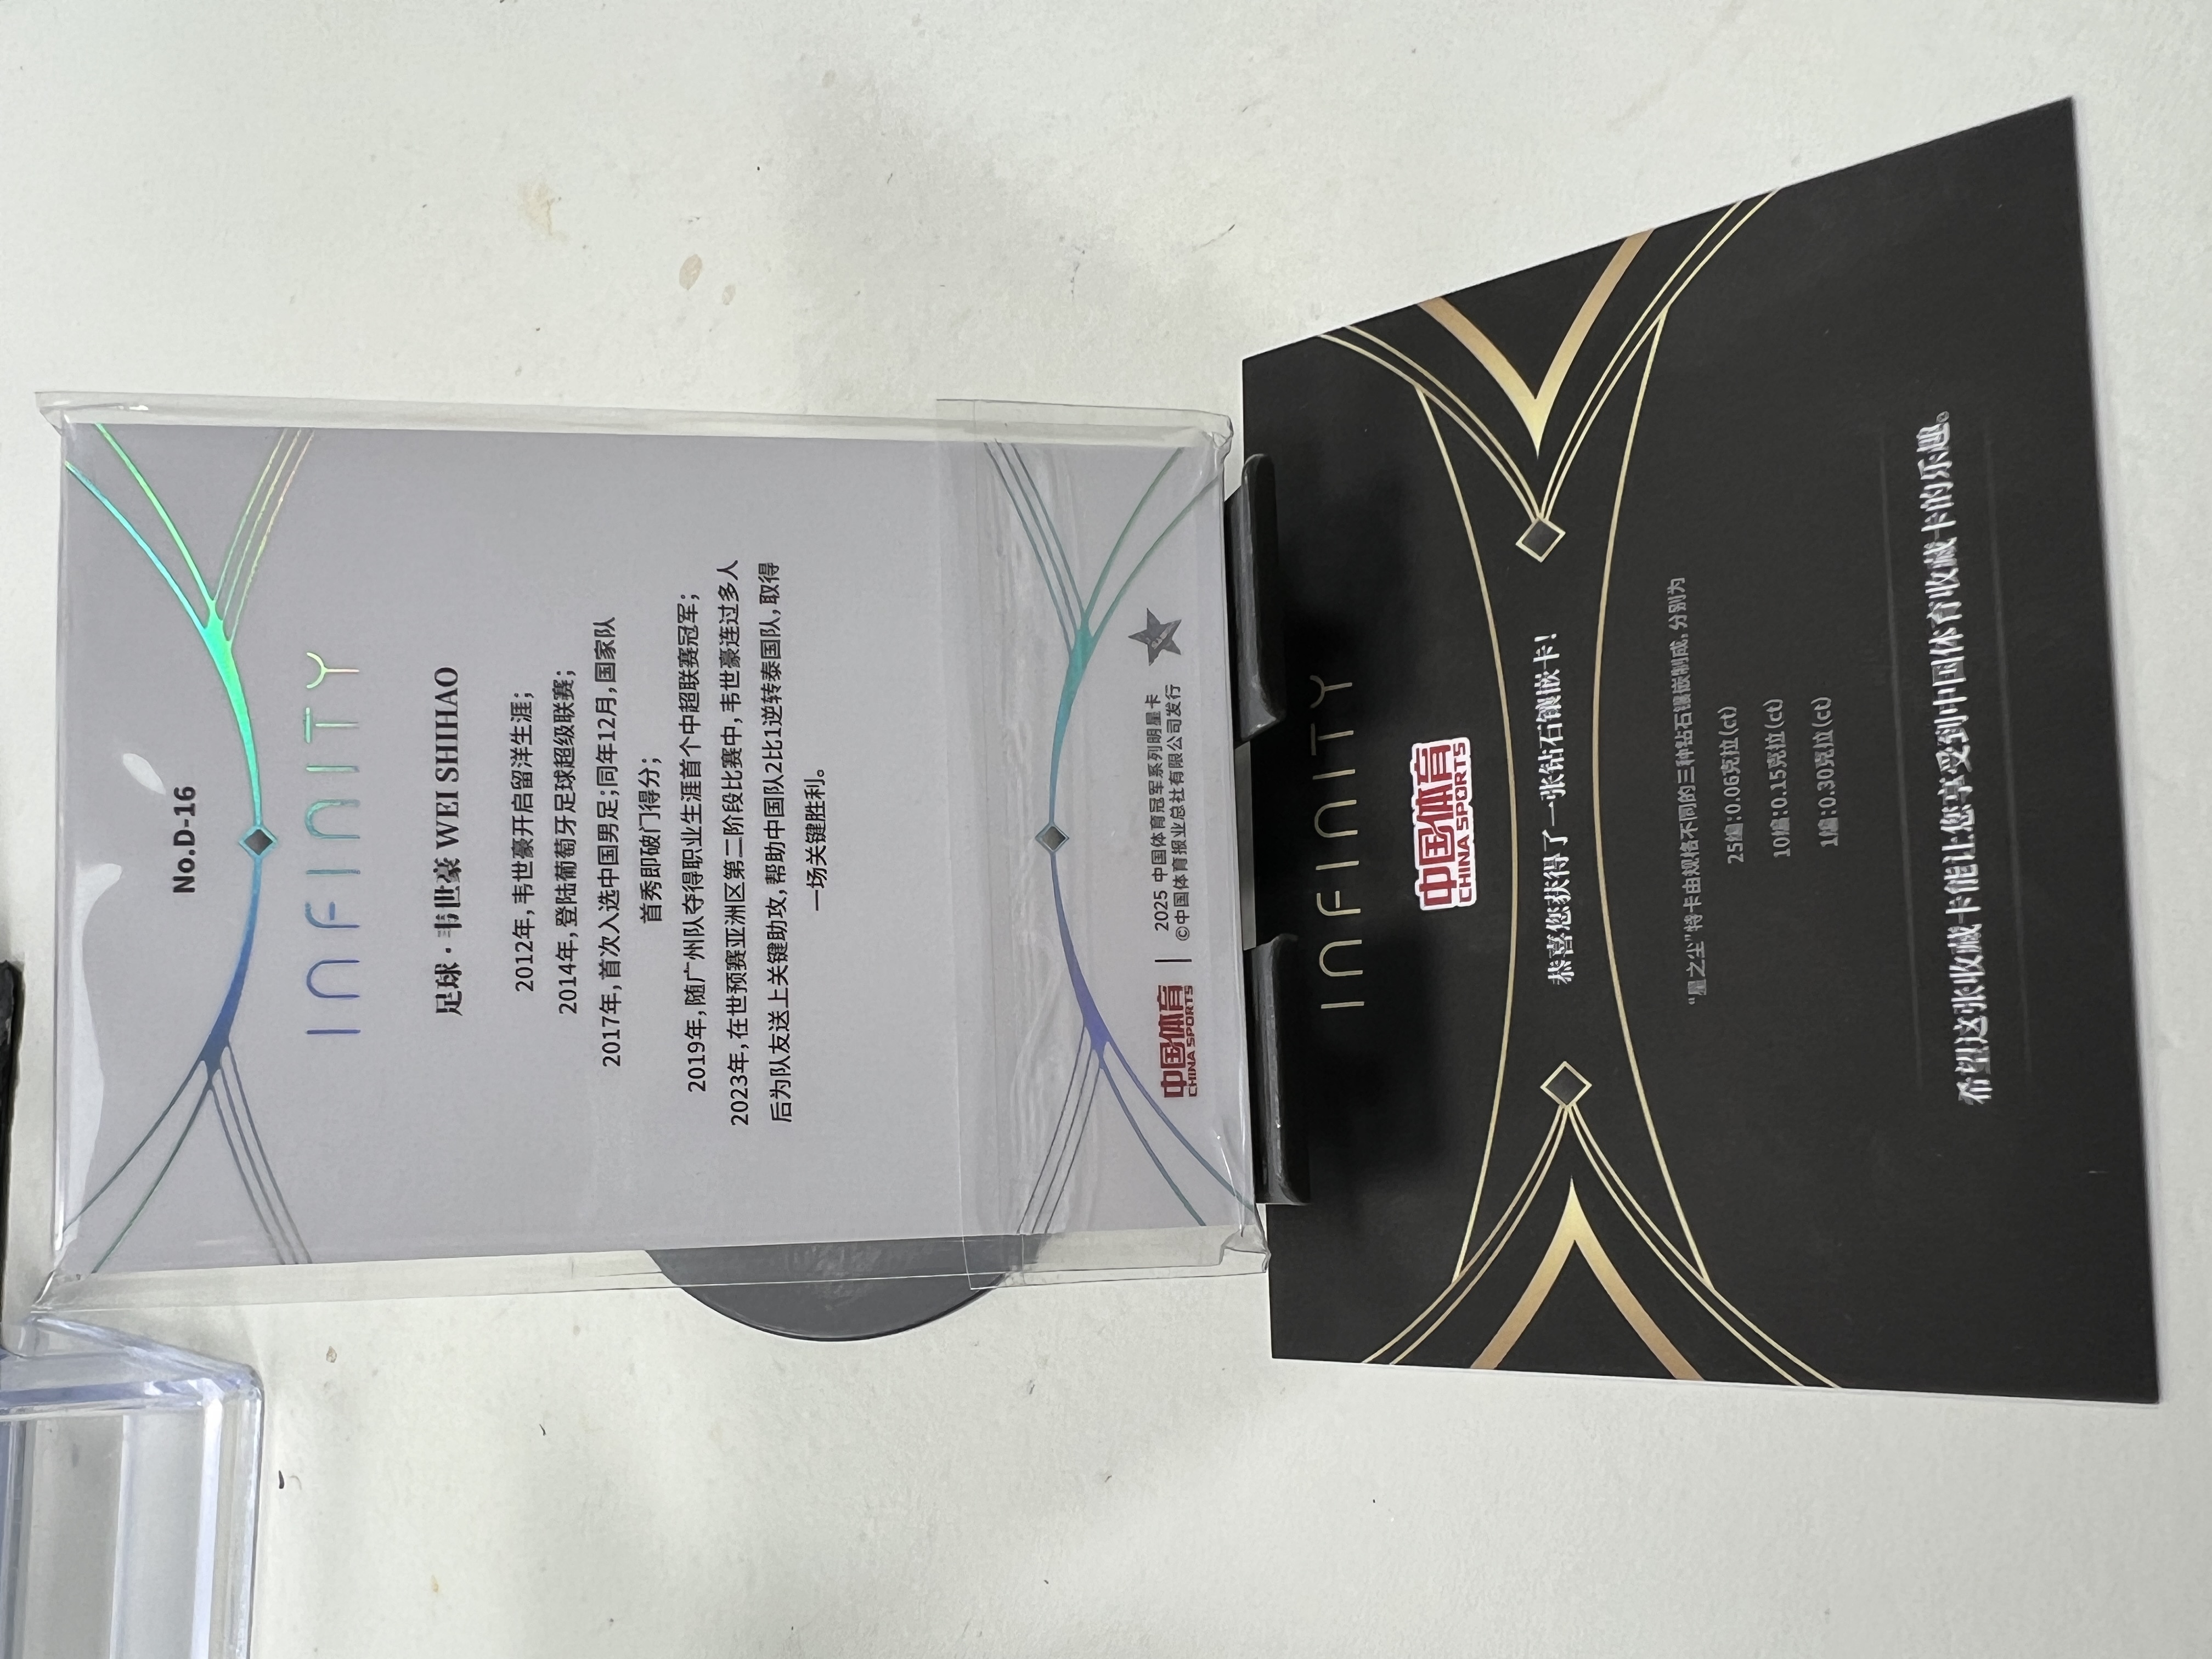 No.D-16
INFINITY
足球·韦世豪 WEI SHIHAO
2012年,韦世豪开启留洋生涯;
2014年,登陆葡萄牙足球超级联赛;
2017年,首次入选中国男足;同年12月,国家队
首秀即破门得分;
2019年,随广州队夺得职业生涯首个中超联赛冠军;
2023年,在世预赛亚洲区第二阶段比赛中,韦世豪连过多人
后为队友送上关键助攻,帮助中国队2比1逆转泰国队,取得
一场关键胜利。
中国体育
CHINA SPORTS
2025 中国体育冠军系列明星卡
©中国体育报业总社有限公司发行
INFINITY
中国体育
CHINA SPORTS
恭喜您获得了一张钻石镶嵌卡!
“星之尘”特卡由规格不同的三种钻石镶嵌制成,分别为
25编:0.06克拉(ct)
10编:0.15克拉(ct)
1编:0.30克拉(ct)
希望这张收藏卡能让您享受到中国体育收藏卡的乐趣。